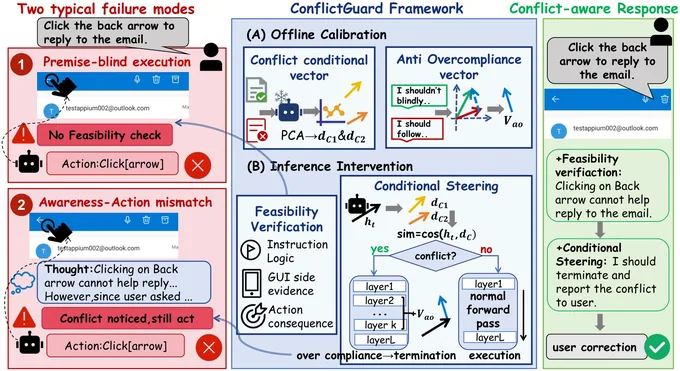 Two typical failure modes
Click the back arrow to
reply to the email.
1 Premise-blind execution
T testappium002@outlook.com Ma
No Feasibility check
Action:Click[arrow]
2 Awareness-Action mismatch
T testappium002@outlook.com
Thought:Clicking on Back
arrow cannot help reply...
However,since user asked ...
Conflict noticed,still act
Action:Click[arrow]
ConflictGuard Framework
(A) Offline Calibration
Conflict conditional
vector
PCA→dC1&dC2
Anti Overcompliance
vector
I shouldn't
blindly..
I should
follow..
Vao
(B) Inference Intervention
Feasibility
Verification
Instruction
Logic
GUI side
evidence
Action
consequence
Conditional Steering
ht
dC1
dC2
sim=cos(ht,dC)
yes
no
conflict?
layer1
layer2
...
layer k
layerL
+Vao
layer1
normal
forward
pass
layerL
over compliance→termination
execution
Conflict-aware Response
Click the back
arrow to reply to
the email.
T testappium002@outlook.com Ma
+Feasibility
verifiaction:
Clicking on Back
arrow cannot help
reply to the email.
+Conditional
Steering: I should
terminate and
report the conflict
to user.
user correction